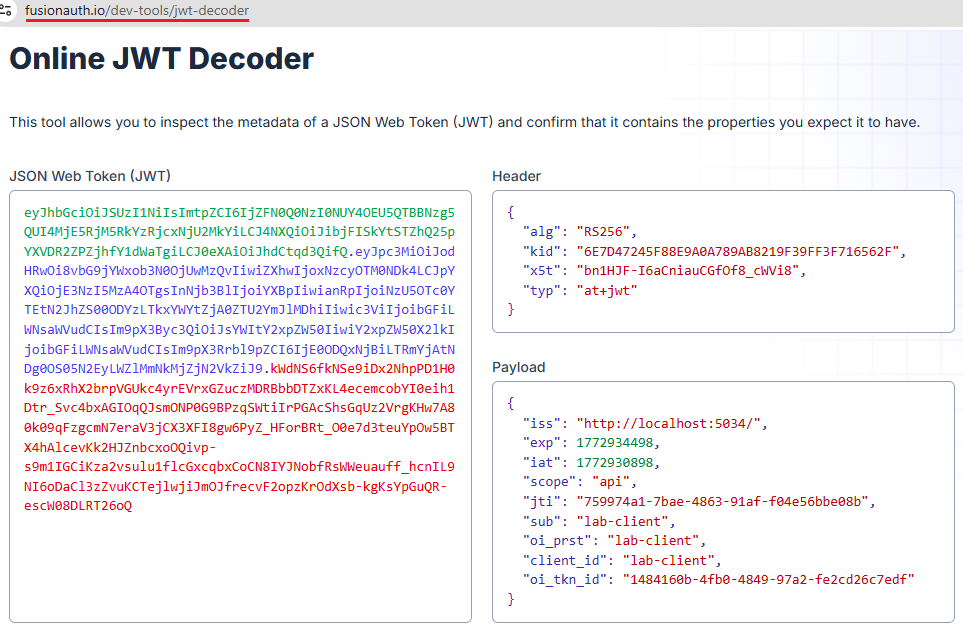 fusionauth.io/dev-tools/jwt-decoder
Online JWT Decoder
This tool allows you to inspect the metadata of a JSON Web Token (JWT) and confirm that it contains the properties you expect it to have.
JSON Web Token (JWT)
eyJhbGciOiJSUzI1NiIsImtpZCI6IjZFN0Q0NzI0NUY4OEU5QTBBNzg5
QUI4MjE5RjM5RkYzRjcxNjU2MkYiLCJ4NXQiOiJibjFISkYtSTZhQ25p
YXVDR2ZPZjhfY1dWaTgiLCJ0eXAiOiJhdCtqd3QifQ.eyJpc3MiOiJod
HRwOi8vbG9jYWxob3N0OjUwMzQvIiwiZXhwIjoxNzcyOTM0NDk4LCJpY
XQiOjE3NzI5MzA4OTgsInNjb3BlIjoiYXBpIiwianRpIjoiNzU5OTc0Y
TEtN2JhZS00ODYzLTkxYWYtZjA0ZTU2YmJlMDhiIiwic3ViIjoibGFiL
WNsaWVudCIsIm9pX3Byc3QiOiJsYWItY2xpZW50IiwiY2xpZW50X2lkI
joibGFiLWNsaWVudCIsIm9pX3Rrbl9pZCI6IjE0ODQxNjBiLTRmYjAtN
Dg0OS05N2EyLWZlMmNkMjZjN2VkZiJ9.kWdNS6fkNSe9iDx2NhpPD1H0
k9z6xRhX2brpVGUkc4yrEVrxGZuczMDRBbbDTZxKL4ecemcobYI0eih1
Dtr_Svc4bxAGIOqQJsmONP0G9BPzqSWtiIrPGAcShsGqUz2VrgKHw7A8
0k09qFzgcmN7eraV3jCX3XFI8gw6PyZ_HForBRt_O0e7d3teuYpOw5BT
X4hAlcevKk2HJZnbcxoOQivp-
s9m1IGCiKza2vsulu1flcGxcqbxCoCN8IYJNobfRsWWeuauff_hcnIL9
NI6oDaCl3zZvuKCTejlwjiJmOJfrecvF2opzKrOdXsb-kgKsYpGuQR-
escW08DLRT26oQ
Header
{
"alg": "RS256",
"kid": "6E7D47245F88E9A0A789AB8219F39FF3F716562F",
"x5t": "bn1HJF-I6aCniauCGfOf8_cWVi8",
"typ": "at+jwt"
}
Payload
{
"iss": "http://localhost:5034/",
"exp": 1772934498,
"iat": 1772930898,
"scope": "api",
"jti": "759974a1-7bae-4863-91af-f04e56bbe08b",
"sub": "lab-client",
"oi_prst": "lab-client",
"client_id": "lab-client",
"oi_tkn_id": "1484160b-4fb0-4849-97a2-fe2cd26c7edf"
}